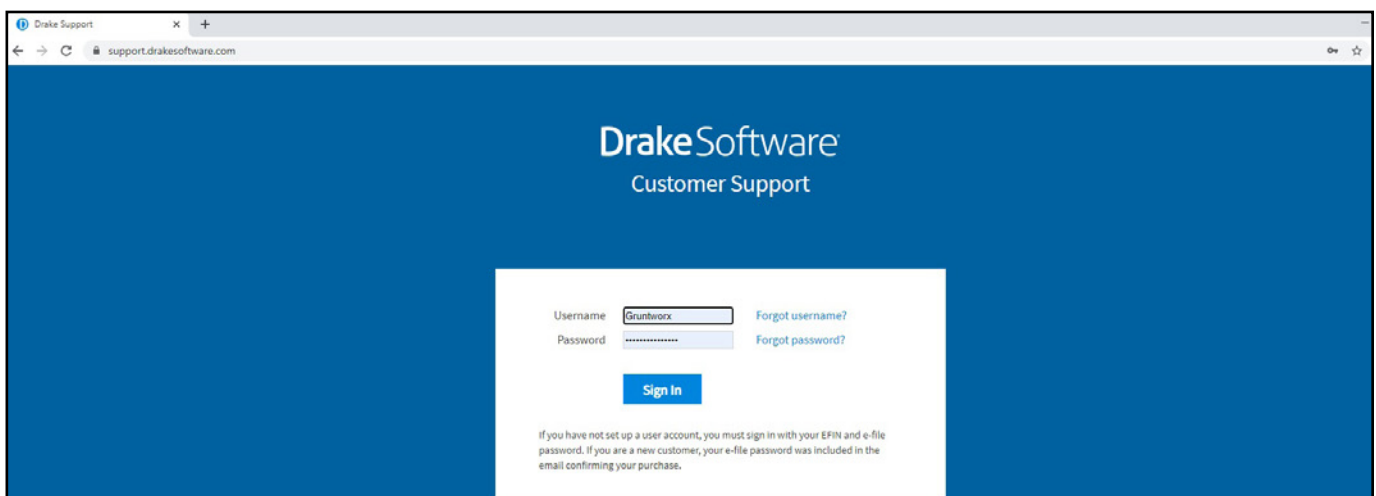 Drake Support
support.drakesoftware.com
DrakeSoftware
Customer Support
Username Gruntworx Forgot username?
Password Forgot password?
Sign In
If you have not set up a user account, you must sign in with your EFIN and e-file
password. If you are a new customer, your e-file password was included in the
email confirming your purchase.